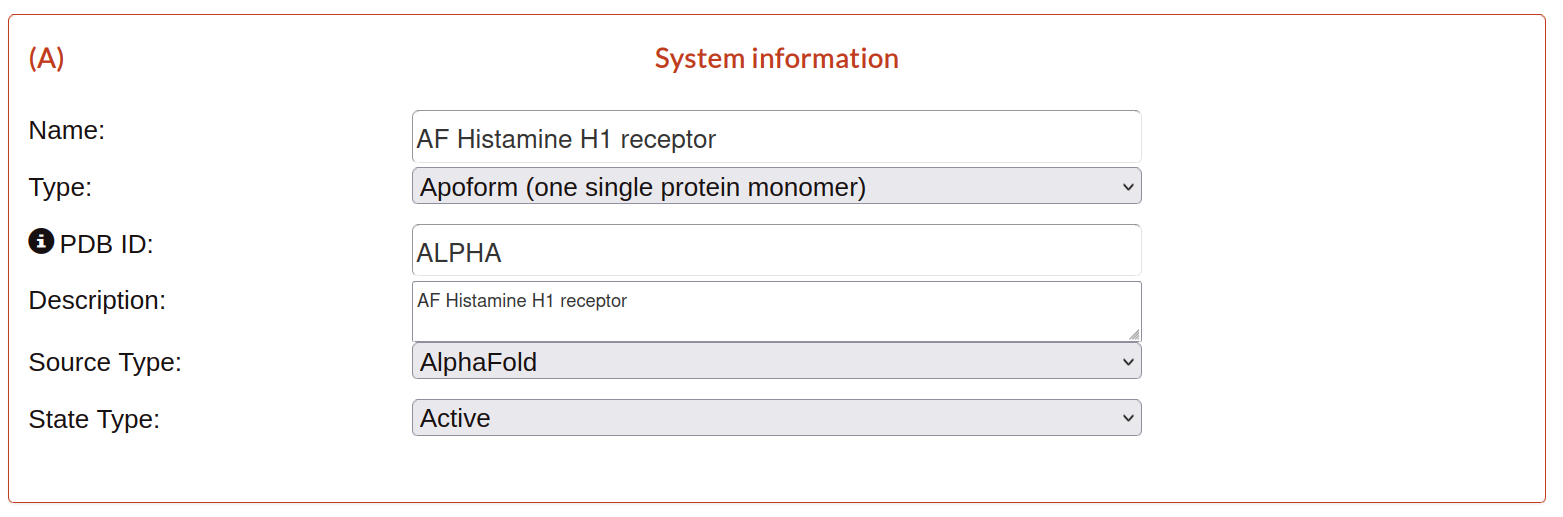 (A) System information
Name: AF Histamine H1 receptor
Type: Apoform (one single protein monomer)
PDB ID: ALPHA
Description: AF Histamine H1 receptor
Source Type: AlphaFold
State Type: Active